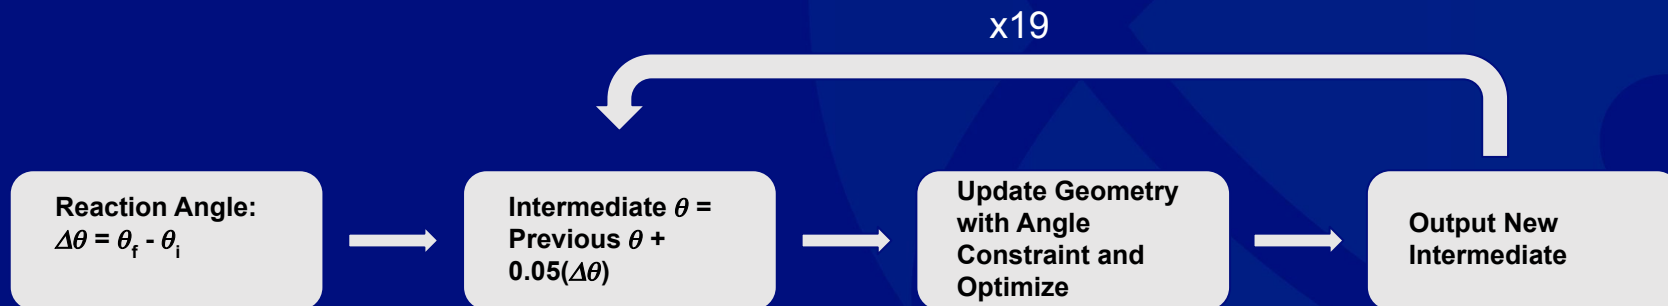 x19
Reaction Angle:
Δθ = θf - θi
Intermediate θ =
Previous θ +
0.05(Δθ)
Update Geometry
with Angle
Constraint and
Optimize
Output New
Intermediate